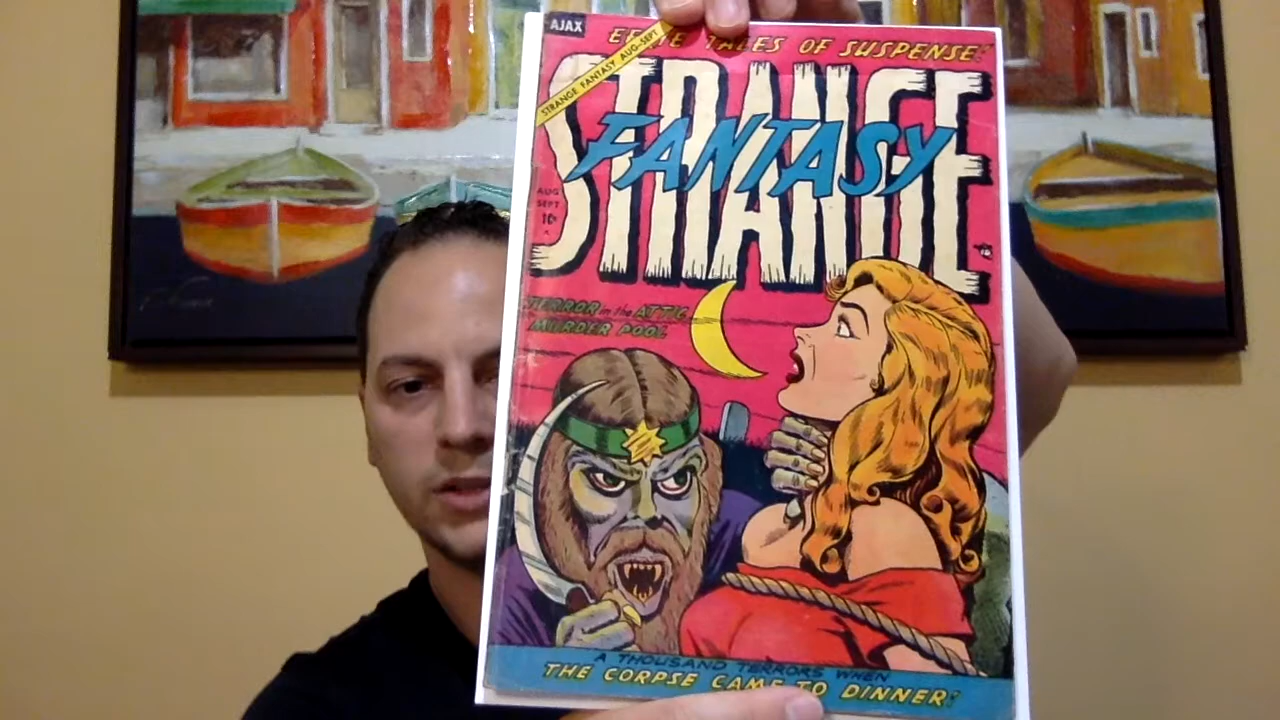 AJAX
STRANGE FANTASY AUG-SEPT
EERIE TALES OF SUSPENSE!
STRANGE
FANTASY
AUG
SEPT
10¢
TERROR in the ATTIC
MURDER POOL
A THOUSAND TERRORS WHEN
THE CORPSE CAME TO DINNER!